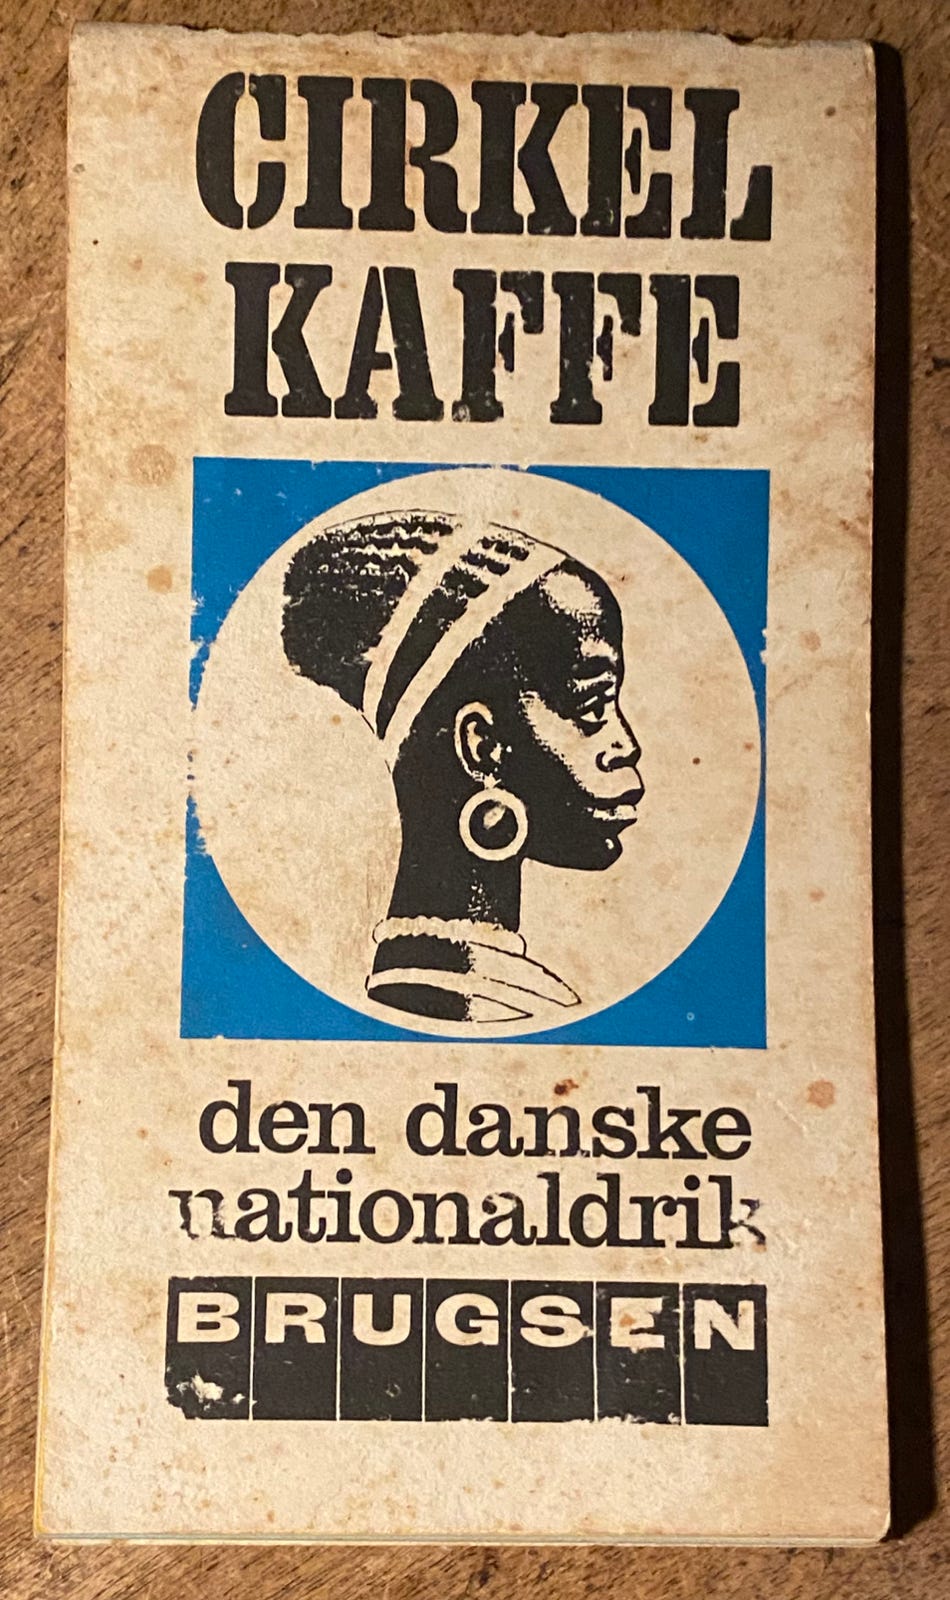 CIRKEL
KAFFE
den danske
nationaldrik
BRUGSEN